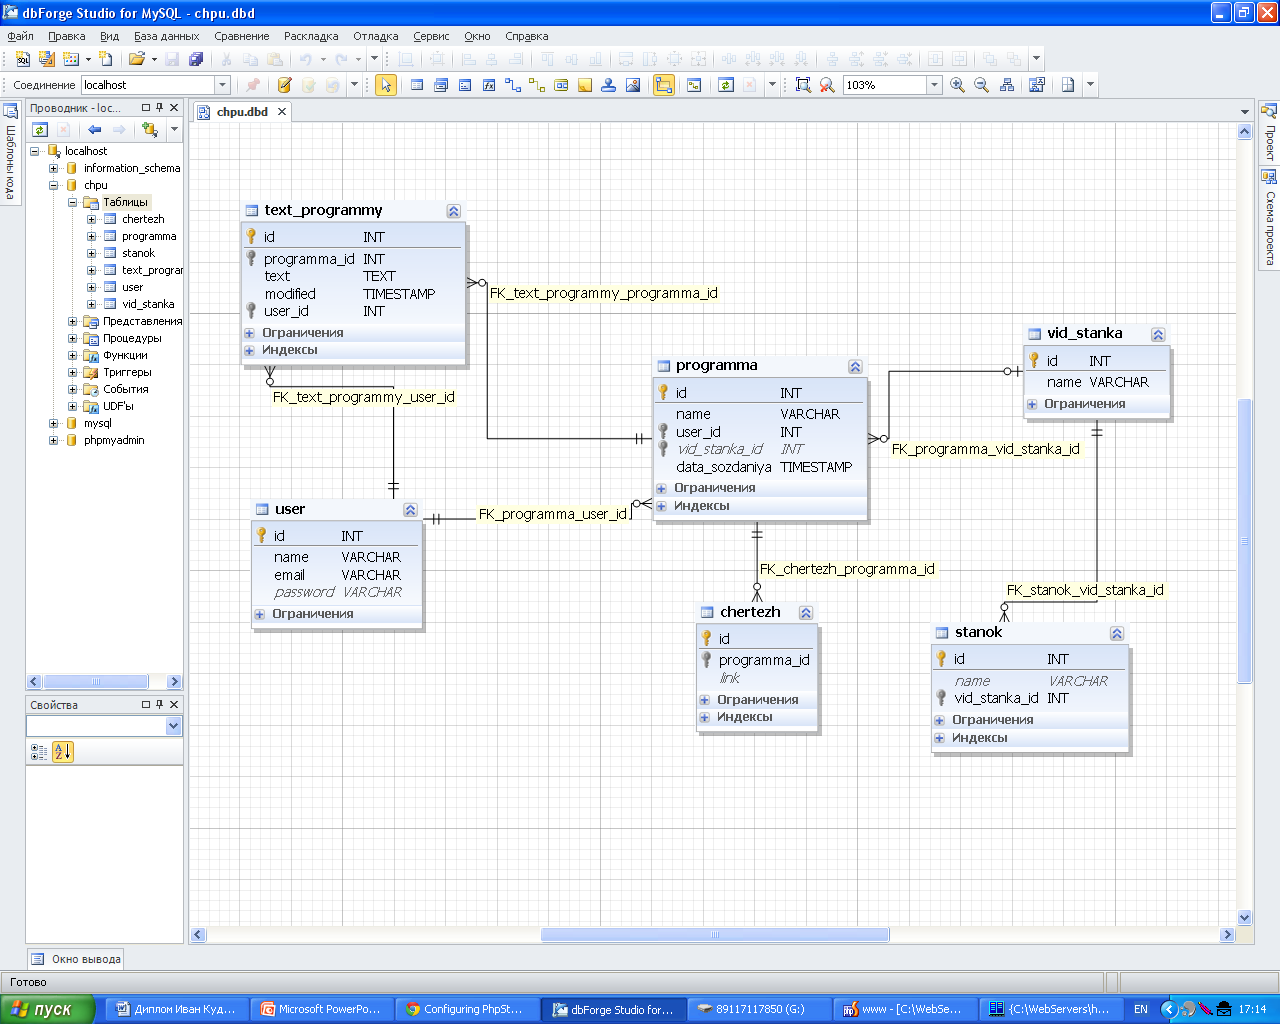 dbForge Studio for MySQL - chpu.dbd
Файл Правка Вид База данных Сравнение Раскладка Отладка Сервис Окно Справка
Соединение localhost 103%
Проводник - loc...
chpu.dbd
Шаблоны кода
Проект
Схема проекта
localhost
information_schema
chpu
Таблицы
chertezh
programma
stanok
text_program
user
vid_stanka
Представления
Процедуры
Функции
Триггеры
События
UDF'ы
mysql
phpmyadmin
Свойства
text_programmy
id INT
programma_id INT
text TEXT
modified TIMESTAMP
user_id INT
Ограничения
Индексы
FK_text_programmy_programma_id
FK_text_programmy_user_id
programma
id INT
name VARCHAR
user_id INT
vid_stanka_id INT
data_sozdaniya TIMESTAMP
Ограничения
Индексы
vid_stanka
id INT
name VARCHAR
Ограничения
FK_programma_vid_stanka_id
user
id INT
name VARCHAR
email VARCHAR
password VARCHAR
Ограничения
FK_programma_user_id
FK_chertezh_programma_id
FK_stanok_vid_stanka_id
chertezh
id
programma_id
link
Ограничения
Индексы
stanok
id INT
name VARCHAR
vid_stanka_id INT
Ограничения
Индексы
Окно вывода
Готово
пуск
Диплом Иван Куд...
Microsoft PowerPo...
Configuring PhpSt...
dbForge Studio for...
89117117850 (G:)
www - [C:\WebSe...
{C:\WebServers\h...
EN
17:14